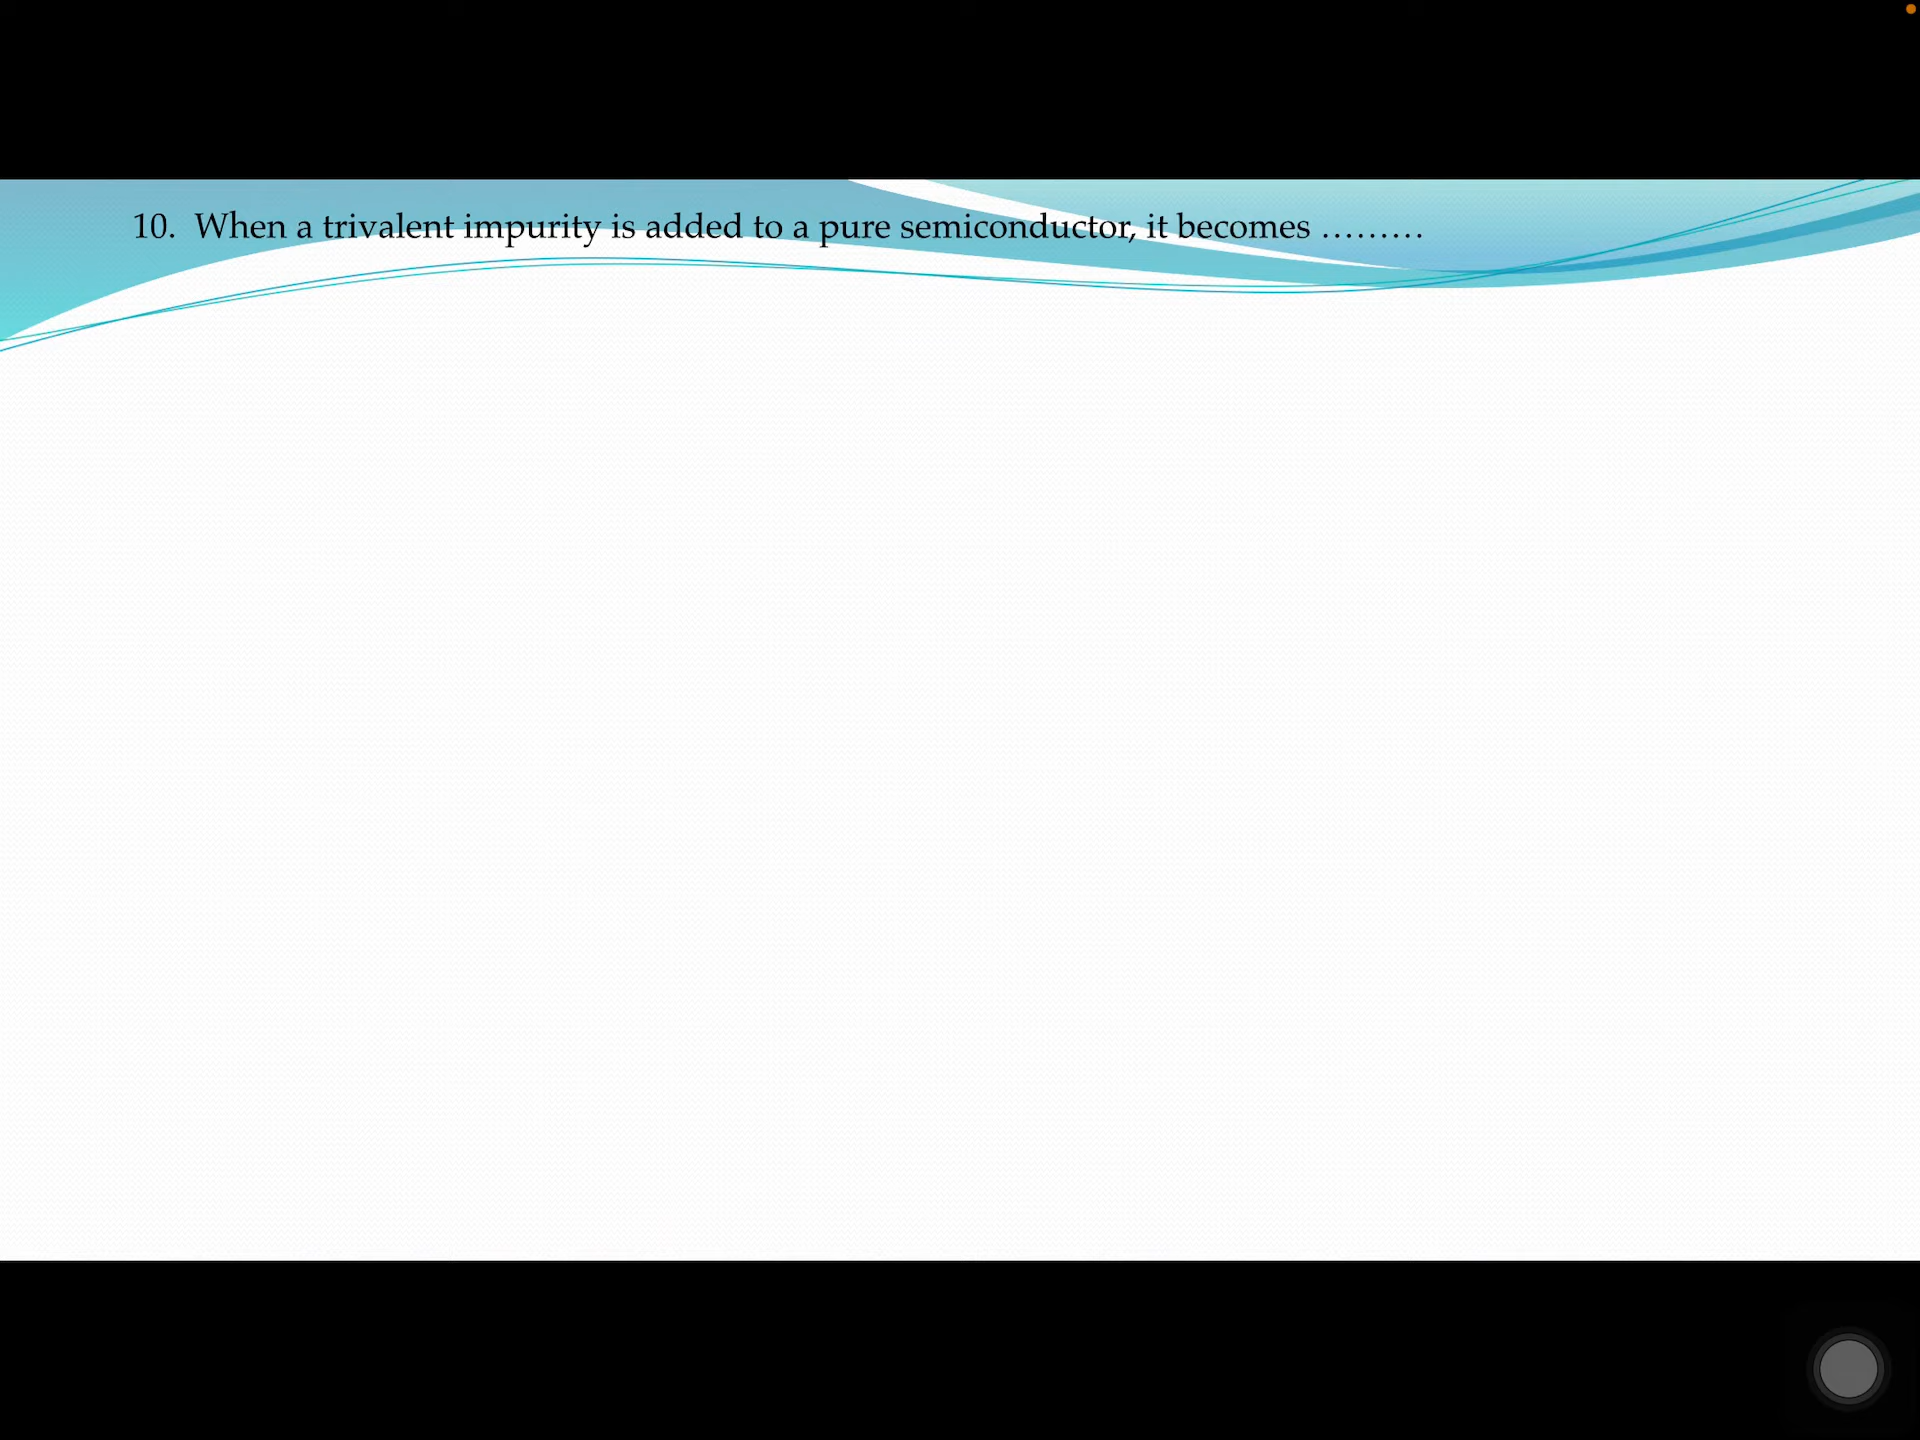 10. When a trivalent impurity is added to a pure semiconductor, it becomes ………